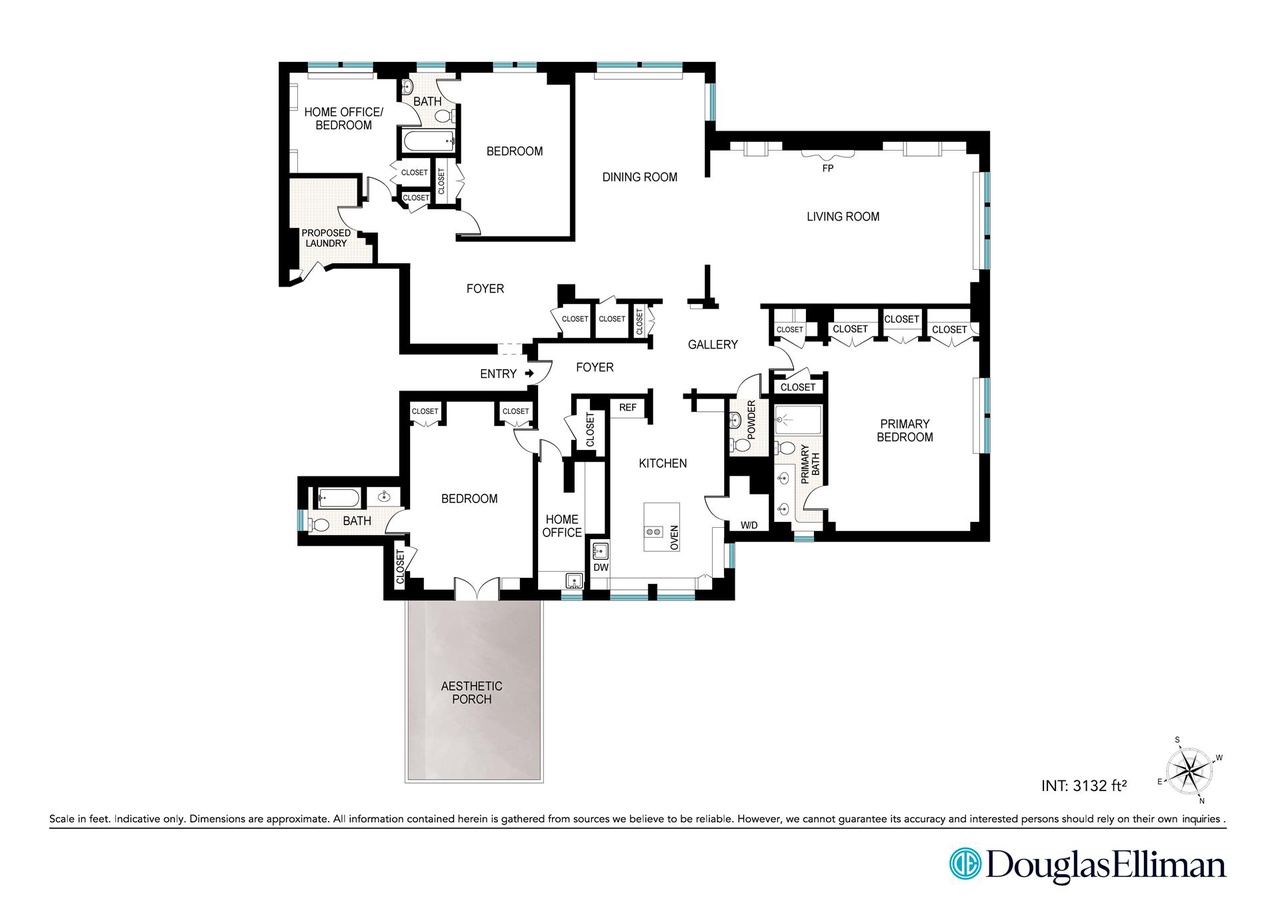 HOME OFFICE/
BEDROOM
BATH
BEDROOM
CLOSET
CLOSET
CLOSET
PROPOSED
LAUNDRY
DINING ROOM
FP
LIVING ROOM
FOYER
CLOSET
CLOSET
CLOSET
GALLERY
CLOSET
CLOSET
CLOSET
CLOSET
ENTRY
FOYER
CLOSET
CLOSET
CLOSET
CLOSET
REF
POWDER
PRIMARY
BEDROOM
KITCHEN
PRIMARY
BATH
BEDROOM
BATH
HOME
OFFICE
W/D
OVEN
CLOSET
DW
AESTHETIC
PORCH
S
W
E
N
INT: 3132 ft²
Scale in feet. Indicative only. Dimensions are approximate. All information contained herein is gathered from sources we believe to be reliable. However, we cannot guarantee its accuracy and interested persons should rely on their own inquiries .
DE DouglasElliman